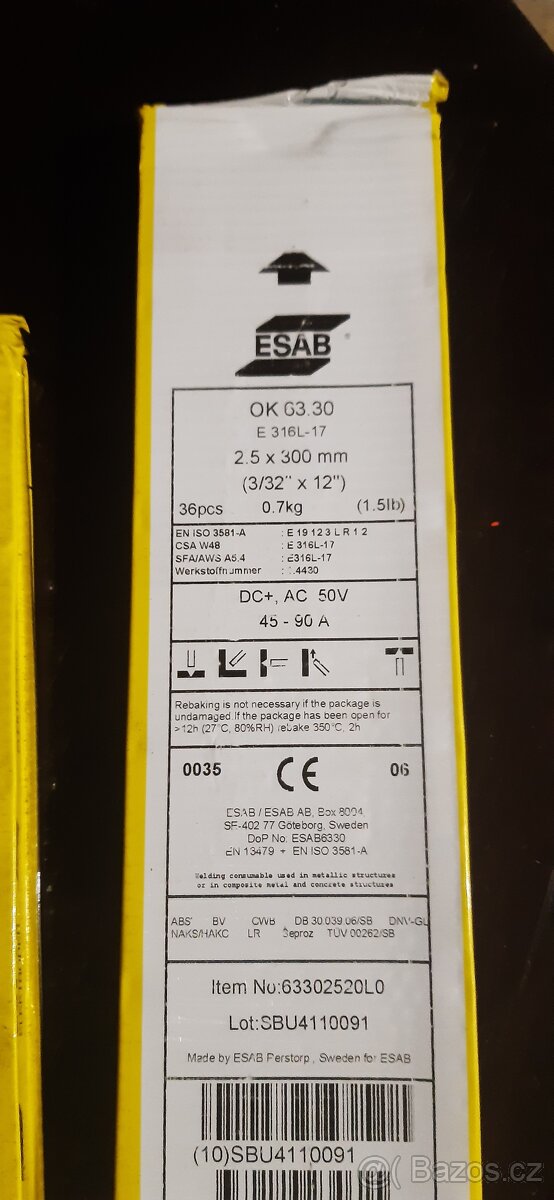 ESAB
OK 63.30
E 316L-17
2.5 x 300 mm
(3/32" x 12")
36pcs 0.7kg (1.5lb)
EN ISO 3581-A : E 19 12 3 L R 1 2
CSA W48 : E 316L-17
SFA/AWS A5.4 : E316L-17
Werkstoffnummer : .4430
DC+, AC 50V
45 - 90 A
Rebaking is not necessary if the package is
undamaged.If the package has been open for
>12h (27°C, 80%RH) rebake 350°C, 2h
0035 CE 06
ESAB / ESAB AB, Box 8004
SE-402 77 Göteborg, Sweden
DoP No. ESAB6330
EN 13479 + EN ISO 3581-A
Welding consumable used in metallic structures
or in composite metal and concrete structures
ABS BV CWB DB 30.039.06/SB DNV-GL
NAKS/HAKC LR Seproz TÜV 00262/SB
Item No:63302520L0
Lot:SBU4110091
Made by ESAB Perstorp, Sweden for ESAB
(10)SBU4110091
Bazos.cz